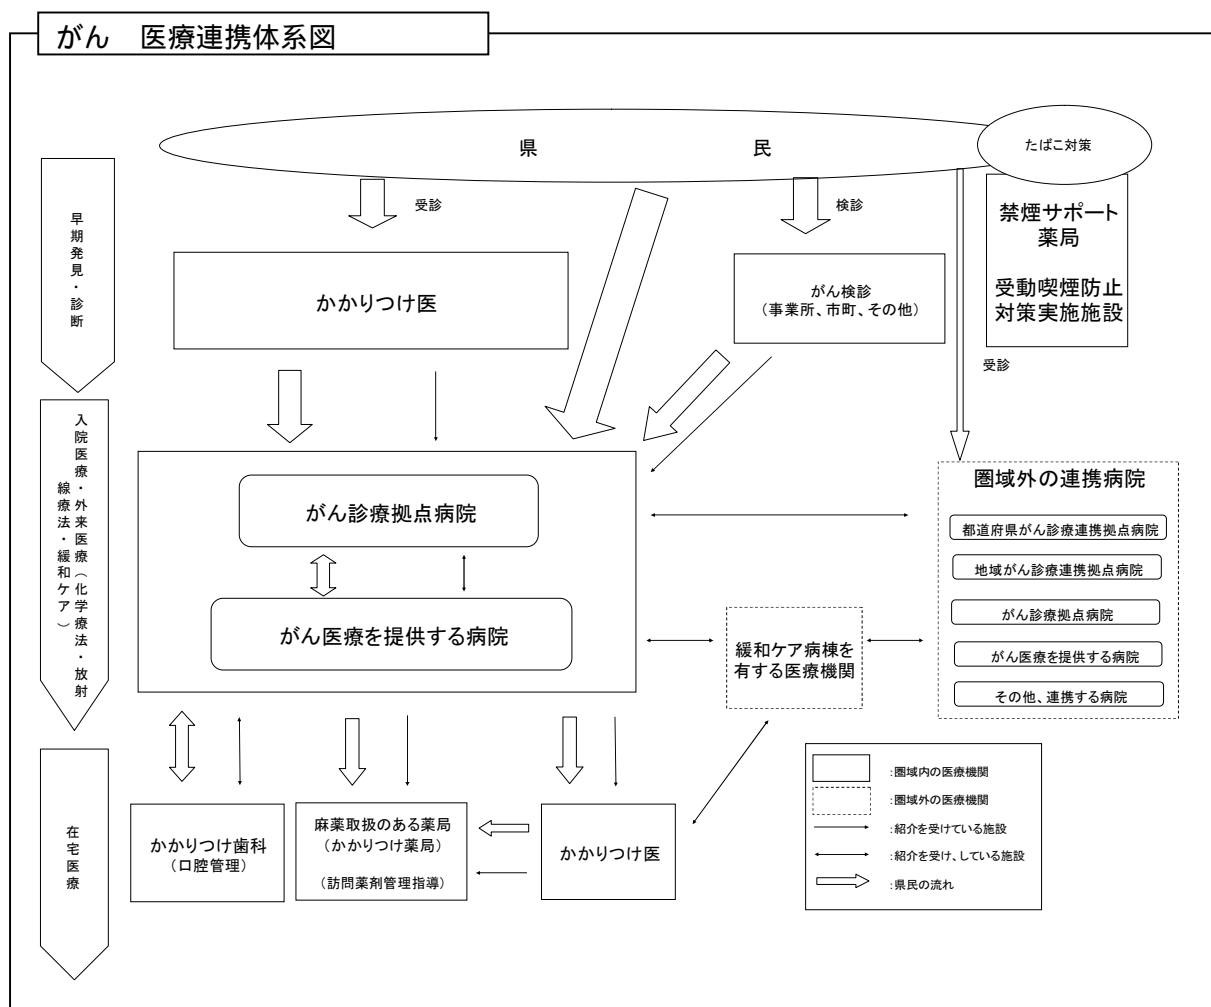 がん　医療連携体系図
県　民
たばこ対策
早期発見・診断
受診
検診
禁煙サポート
薬局
受動喫煙防止
対策実施施設
かかりつけ医
がん検診
（事業所、市町、その他）
受診
入院医療・外来医療（化学療法・放射
線療法・緩和ケア）
がん診療拠点病院
がん医療を提供する病院
圏域外の連携病院
都道府県がん診療連携拠点病院
地域がん診療連携拠点病院
がん診療拠点病院
がん医療を提供する病院
その他、連携する病院
緩和ケア病棟を
有する医療機関
在宅医療
かかりつけ歯科
（口腔管理）
麻薬取扱のある薬局
（かかりつけ薬局）
（訪問薬剤管理指導）
かかりつけ医
：圏域内の医療機関
：圏域外の医療機関
：紹介を受けている施設
：紹介を受け、している施設
：県民の流れ